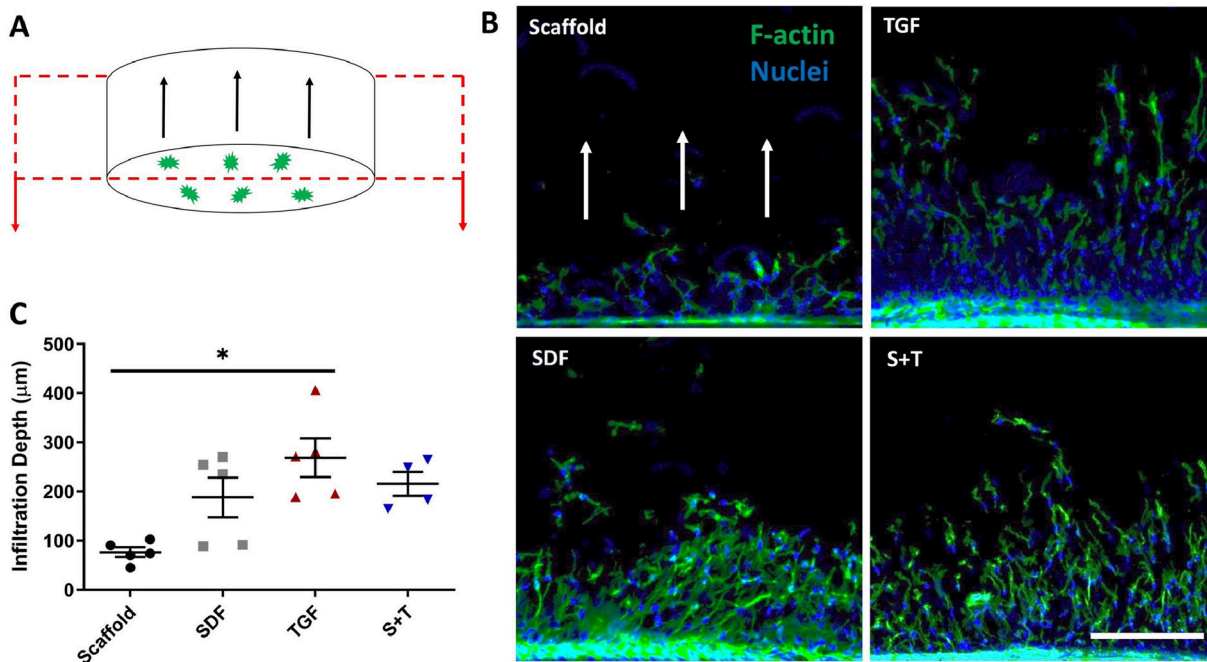 A
B
Scaffold
F-actin
Nuclei
TGF
SDF
S+T
C
*
Infiltration Depth (μm)
500
400
300
200
100
0
Scaffold
SDF
TGF
S+T